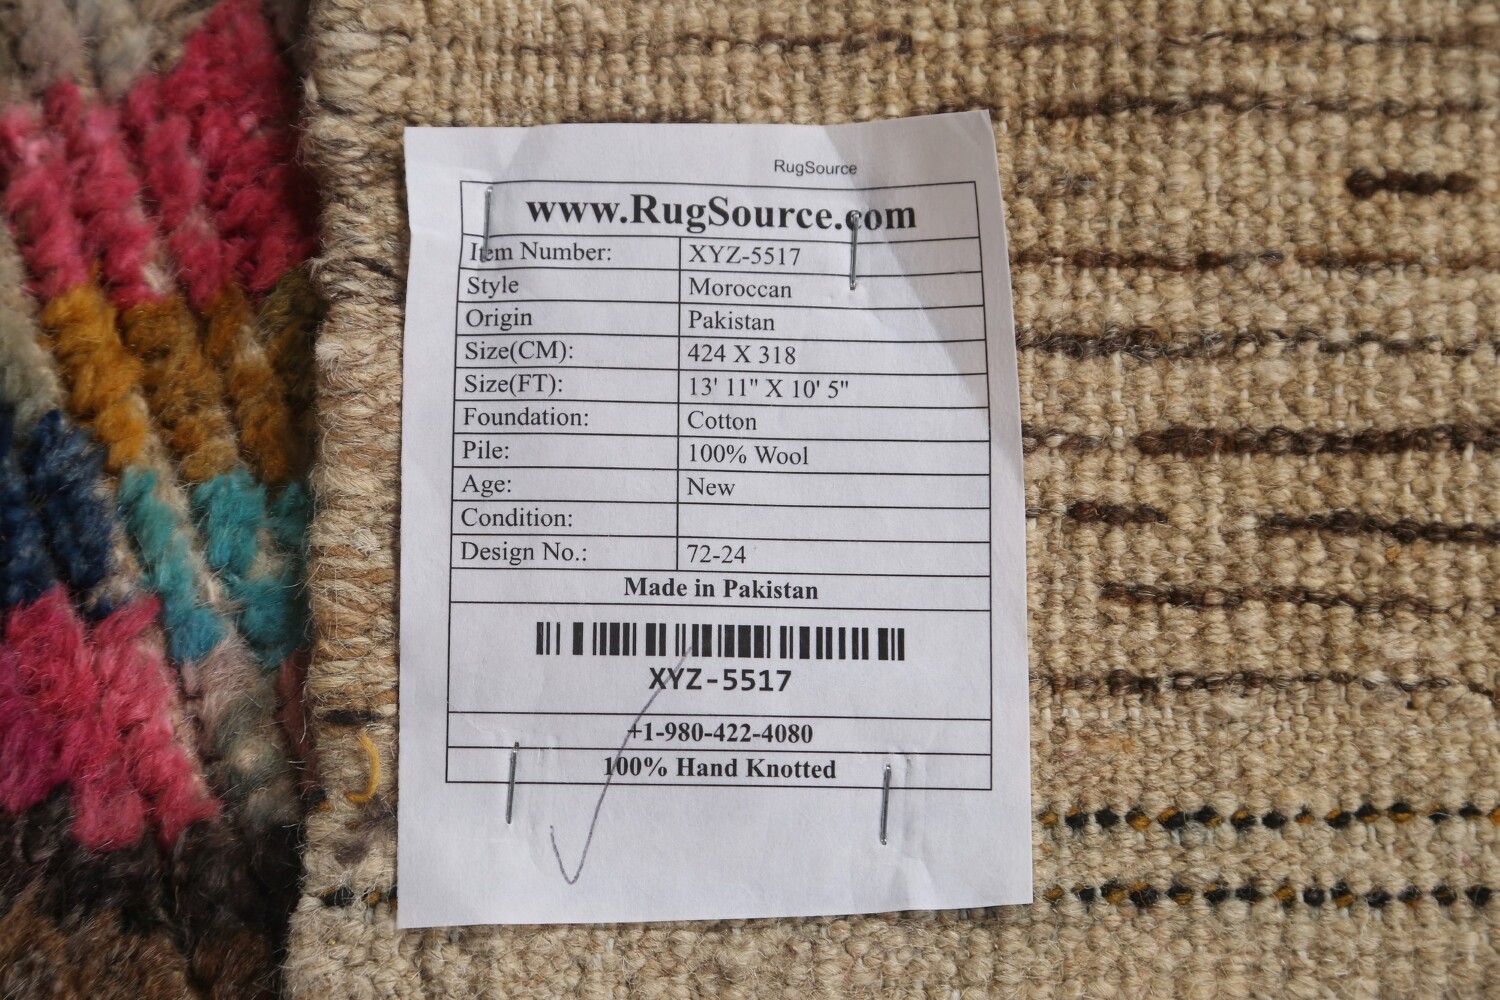 RugSource
www.RugSource.com
Item Number: XYZ-5517
Style Moroccan
Origin Pakistan
Size(CM): 424 X 318
Size(FT): 13' 11" X 10' 5"
Foundation: Cotton
Pile: 100% Wool
Age: New
Condition:
Design No.: 72-24
Made in Pakistan
XYZ-5517
+1-980-422-4080
100% Hand Knotted